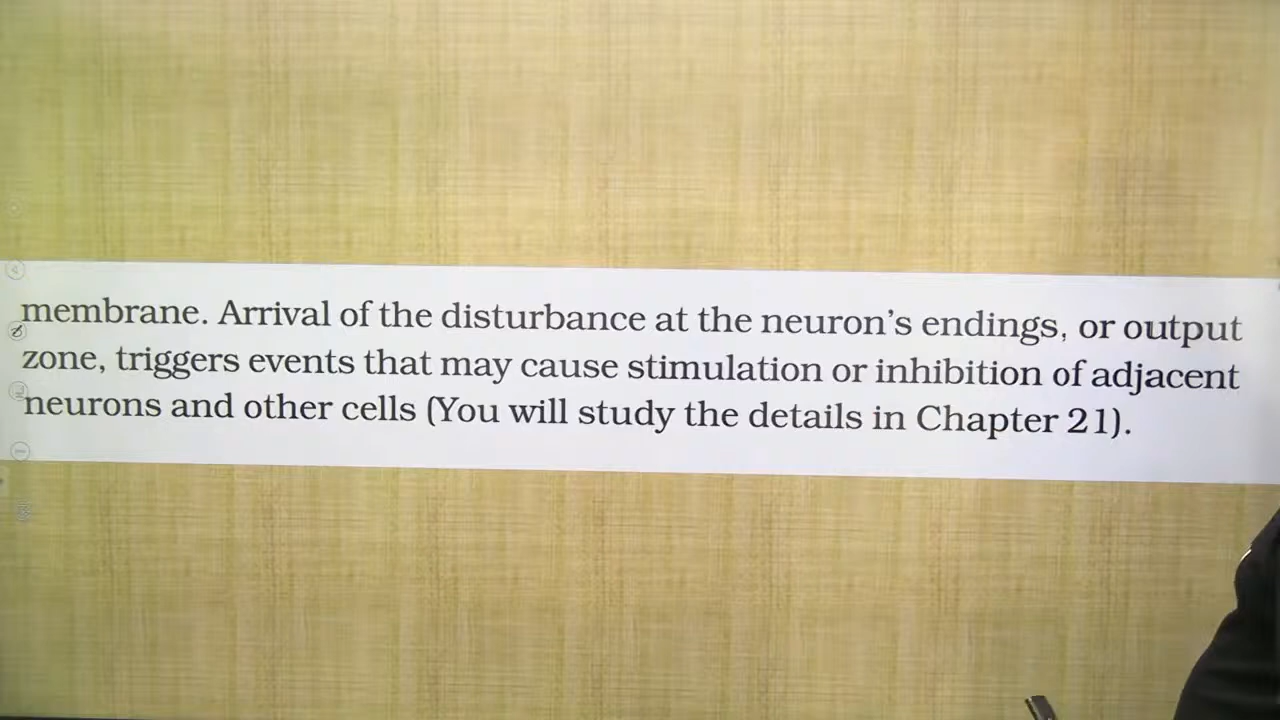 membrane. Arrival of the disturbance at the neuron's endings, or output
zone, triggers events that may cause stimulation or inhibition of adjacent
neurons and other cells (You will study the details in Chapter 21).